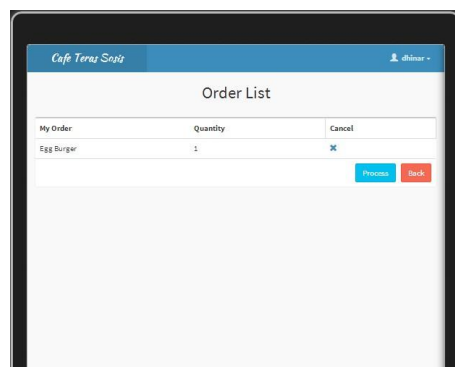 Cafe Teras Sosis
dhinar
Order List
My Order Quantity Cancel
Egg Burger 1
Process Back